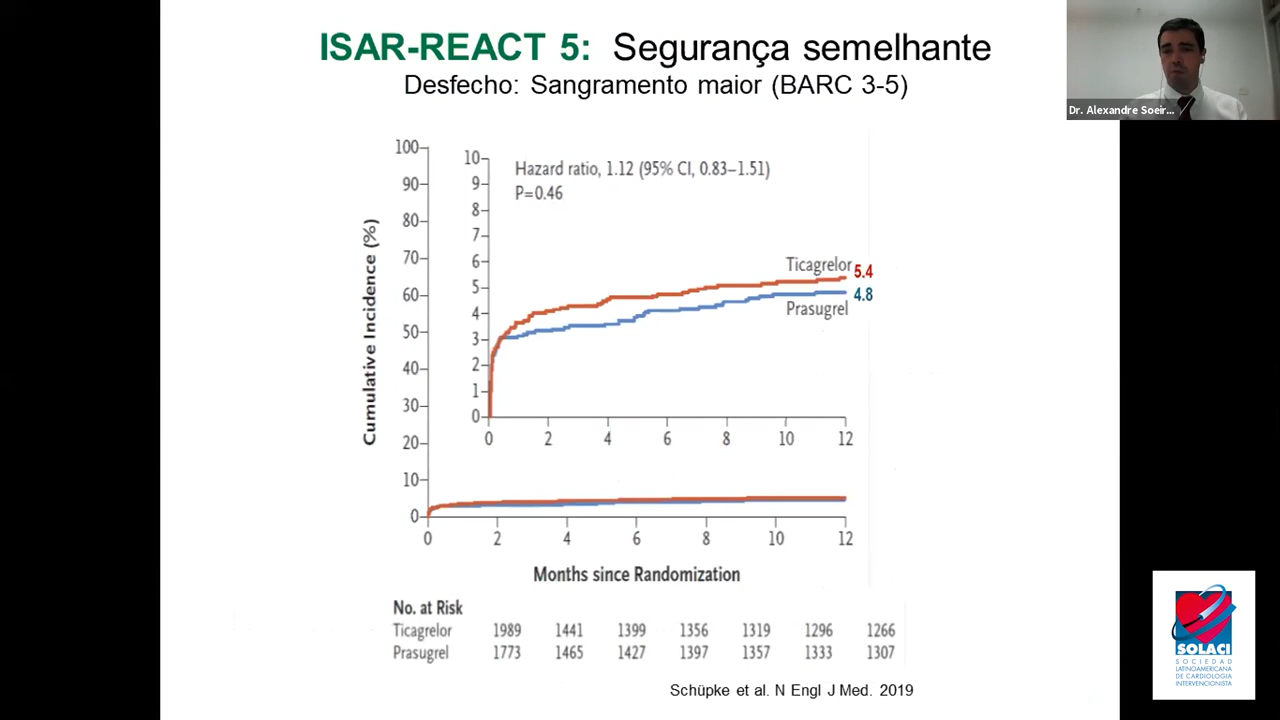 ISAR-REACT 5: Segurança semelhante
Desfecho: Sangramento maior (BARC 3-5)
Dr. Alexandre Soeir...
Cumulative Incidence (%)
100
90
80
70
60
50
40
30
20
10
0
10
9
8
7
6
5
4
3
2
1
0
Hazard ratio, 1.12 (95% CI, 0.83–1.51)
P=0.46
Ticagrelor 5.4
4.8
Prasugrel
0 2 4 6 8 10 12
0 2 4 6 8 10 12
Months since Randomization
No. at Risk
Ticagrelor 1989 1441 1399 1356 1319 1296 1266
Prasugrel 1773 1465 1427 1397 1357 1333 1307
Schüpke et al. N Engl J Med. 2019
SOLACI
SOCIEDAD
LATINOAMERICANA
DE CARDIOLOGIA
INTERVENCIONISTA